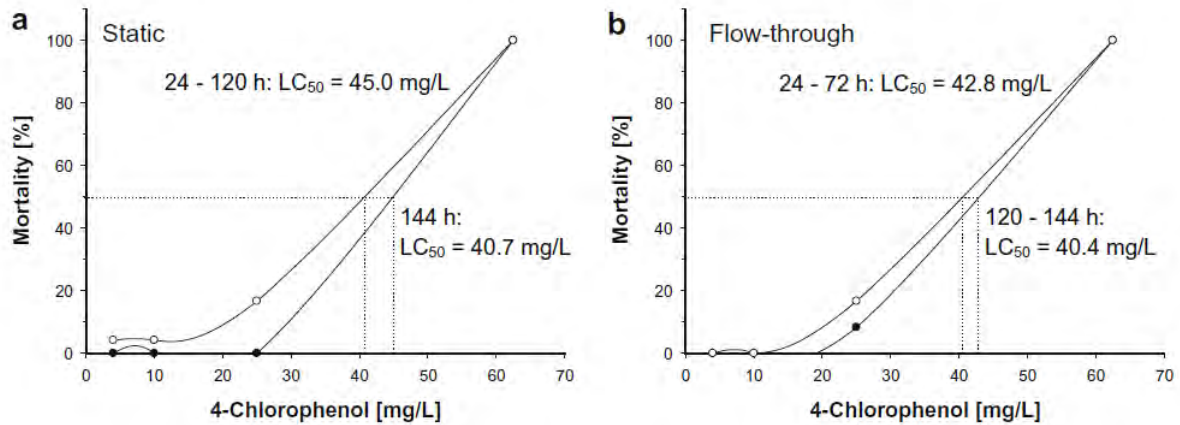 a
Static
24 - 120 h: LC₅₀ = 45.0 mg/L
144 h:
LC₅₀ = 40.7 mg/L
Mortality [%]
100
80
60
40
20
0
0 10 20 30 40 50 60 70
4-Chlorophenol [mg/L]
b
Flow-through
24 - 72 h: LC₅₀ = 42.8 mg/L
120 - 144 h:
LC₅₀ = 40.4 mg/L
Mortality [%]
100
80
60
40
20
0
0 10 20 30 40 50 60 70
4-Chlorophenol [mg/L]